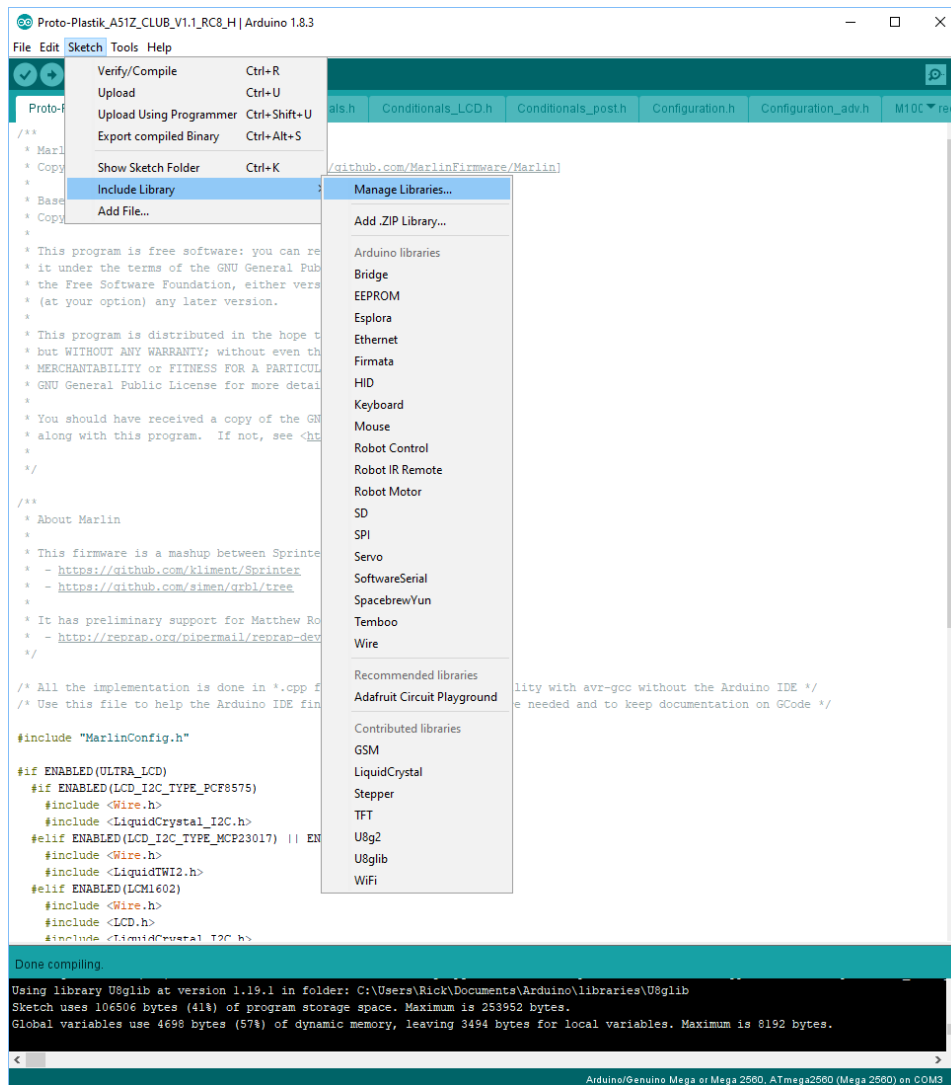 Proto-Plastik_A51Z_CLUB_V1.1_RC8_H | Arduino 1.8.3
File Edit Sketch Tools Help
Verify/Compile Ctrl+R
Upload Ctrl+U
Upload Using Programmer Ctrl+Shift+U
Export compiled Binary Ctrl+Alt+S
Show Sketch Folder Ctrl+K
Include Library
Add File...
Conditionals_LCD.h Conditionals_post.h Configuration.h Configuration_adv.h
Manage Libraries...
Add .ZIP Library...
Arduino libraries
Bridge
EEPROM
Esplora
Ethernet
Firmata
HID
Keyboard
Mouse
Robot Control
Robot IR Remote
Robot Motor
SD
SPI
Servo
SoftwareSerial
SpacebrewYun
Temboo
Wire
Recommended libraries
Adafruit Circuit Playground
Contributed libraries
GSM
LiquidCrystal
Stepper
TFT
U8g2
U8glib
WiFi
/**
* Marl
* Copy /github.com/MarlinFirmware/Marlin]
*
* Base
* Copy
*
* This program is free software: you can re
* it under the terms of the GNU General Pub
* the Free Software Foundation, either vers
* (at your option) any later version.
*
* This program is distributed in the hope t
* but WITHOUT ANY WARRANTY; without even th
* MERCHANTABILITY or FITNESS FOR A PARTICUL
* GNU General Public License for more detai
*
* You should have received a copy of the GN
* along with this program. If not, see <ht
*
*/
/**
* About Marlin
*
* This firmware is a mashup between Sprinte
* - https://github.com/kliment/Sprinter
* - https://github.com/simen/grbl/tree
*
* It has preliminary support for Matthew Ro
* - http://reprap.org/pipermail/reprap-dev
*/
/* All the implementation is done in *.cpp f lity with avr-gcc without the Arduino IDE */
/* Use this file to help the Arduino IDE fin e needed and to keep documentation on GCode */
#include "MarlinConfig.h"
#if ENABLED(ULTRA_LCD)
#if ENABLED(LCD_I2C_TYPE_PCF8575)
#include <Wire.h>
#include <LiquidCrystal_I2C.h>
#elif ENABLED(LCD_I2C_TYPE_MCP23017) || EN
#include <Wire.h>
#include <LiquidTWI2.h>
#elif ENABLED(LCM1602)
#include <Wire.h>
#include <LCD.h>
#include <LiquidCrystal_I2C.h>
Done compiling.
Using library U8glib at version 1.19.1 in folder: C:\Users\Rick\Documents\Arduino\libraries\U8glib
Sketch uses 106506 bytes (41%) of program storage space. Maximum is 253952 bytes.
Global variables use 4698 bytes (57%) of dynamic memory, leaving 3494 bytes for local variables. Maximum is 8192 bytes.
Arduino/Genuino Mega or Mega 2560, ATmega2560 (Mega 2560) on COM3